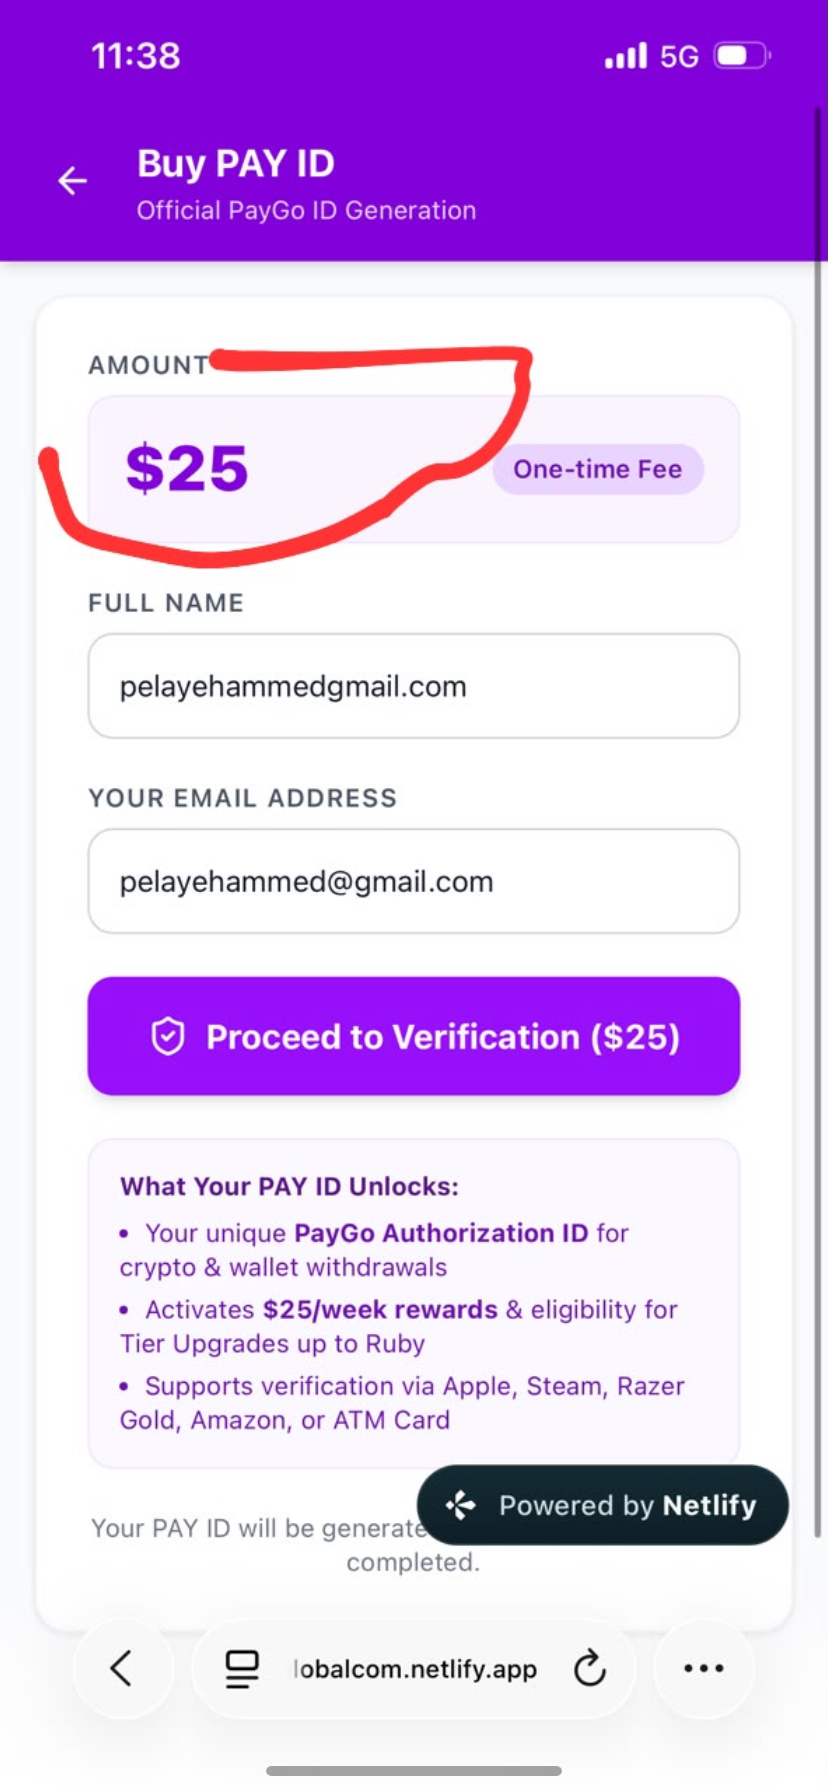 11:38
5G
Buy PAY ID
Official PayGo ID Generation
AMOUNT
$25
One-time Fee
FULL NAME
pelayehammedgmail.com
YOUR EMAIL ADDRESS
pelayehammed@gmail.com
Proceed to Verification ($25)
What Your PAY ID Unlocks:
• Your unique PayGo Authorization ID for
crypto & wallet withdrawals
• Activates $25/week rewards & eligibility for
Tier Upgrades up to Ruby
• Supports verification via Apple, Steam, Razer
Gold, Amazon, or ATM Card
Powered by Netlify
Your PAY ID will be generate
completed.
lobalcom.netlify.app